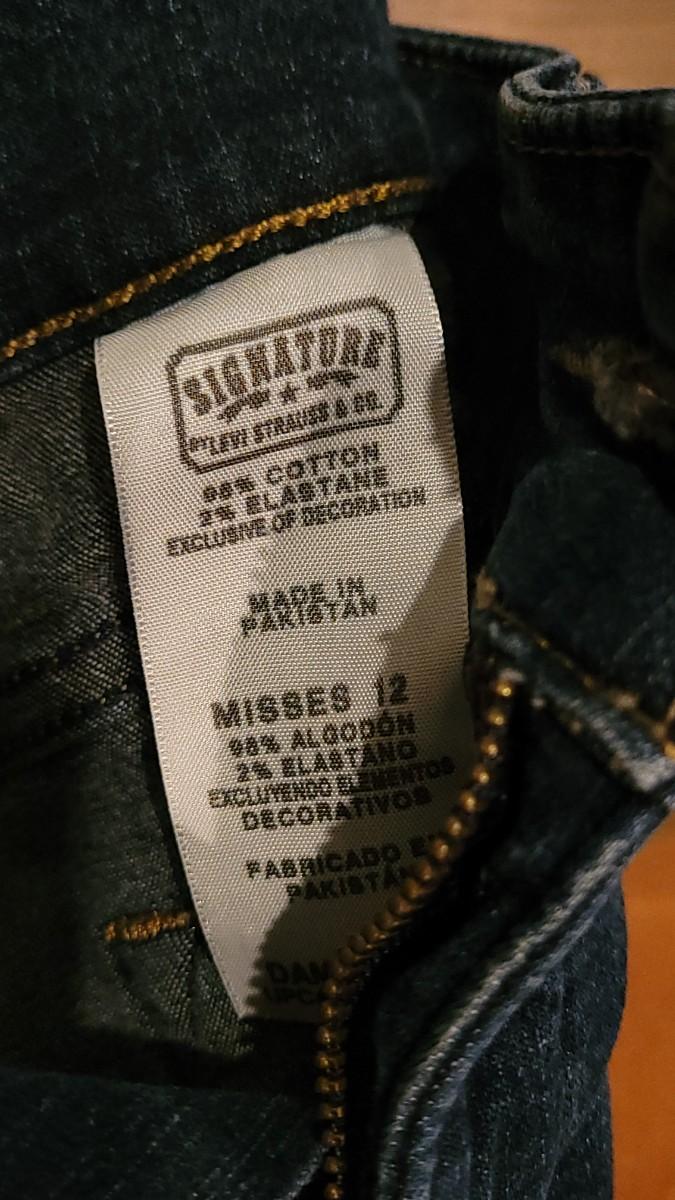 SIGNATURE
BY LEVI STRAUSS & CO.
98% COTTON
2% ELASTANE
EXCLUSIVE OF DECORATION
MADE IN
PAKISTAN
MISSES 12
98% ALGODÓN
2% ELASTANO
EXCLUYENDO ELEMENTOS
DECORATIVOS
FABRICADO
PAKISTÁN